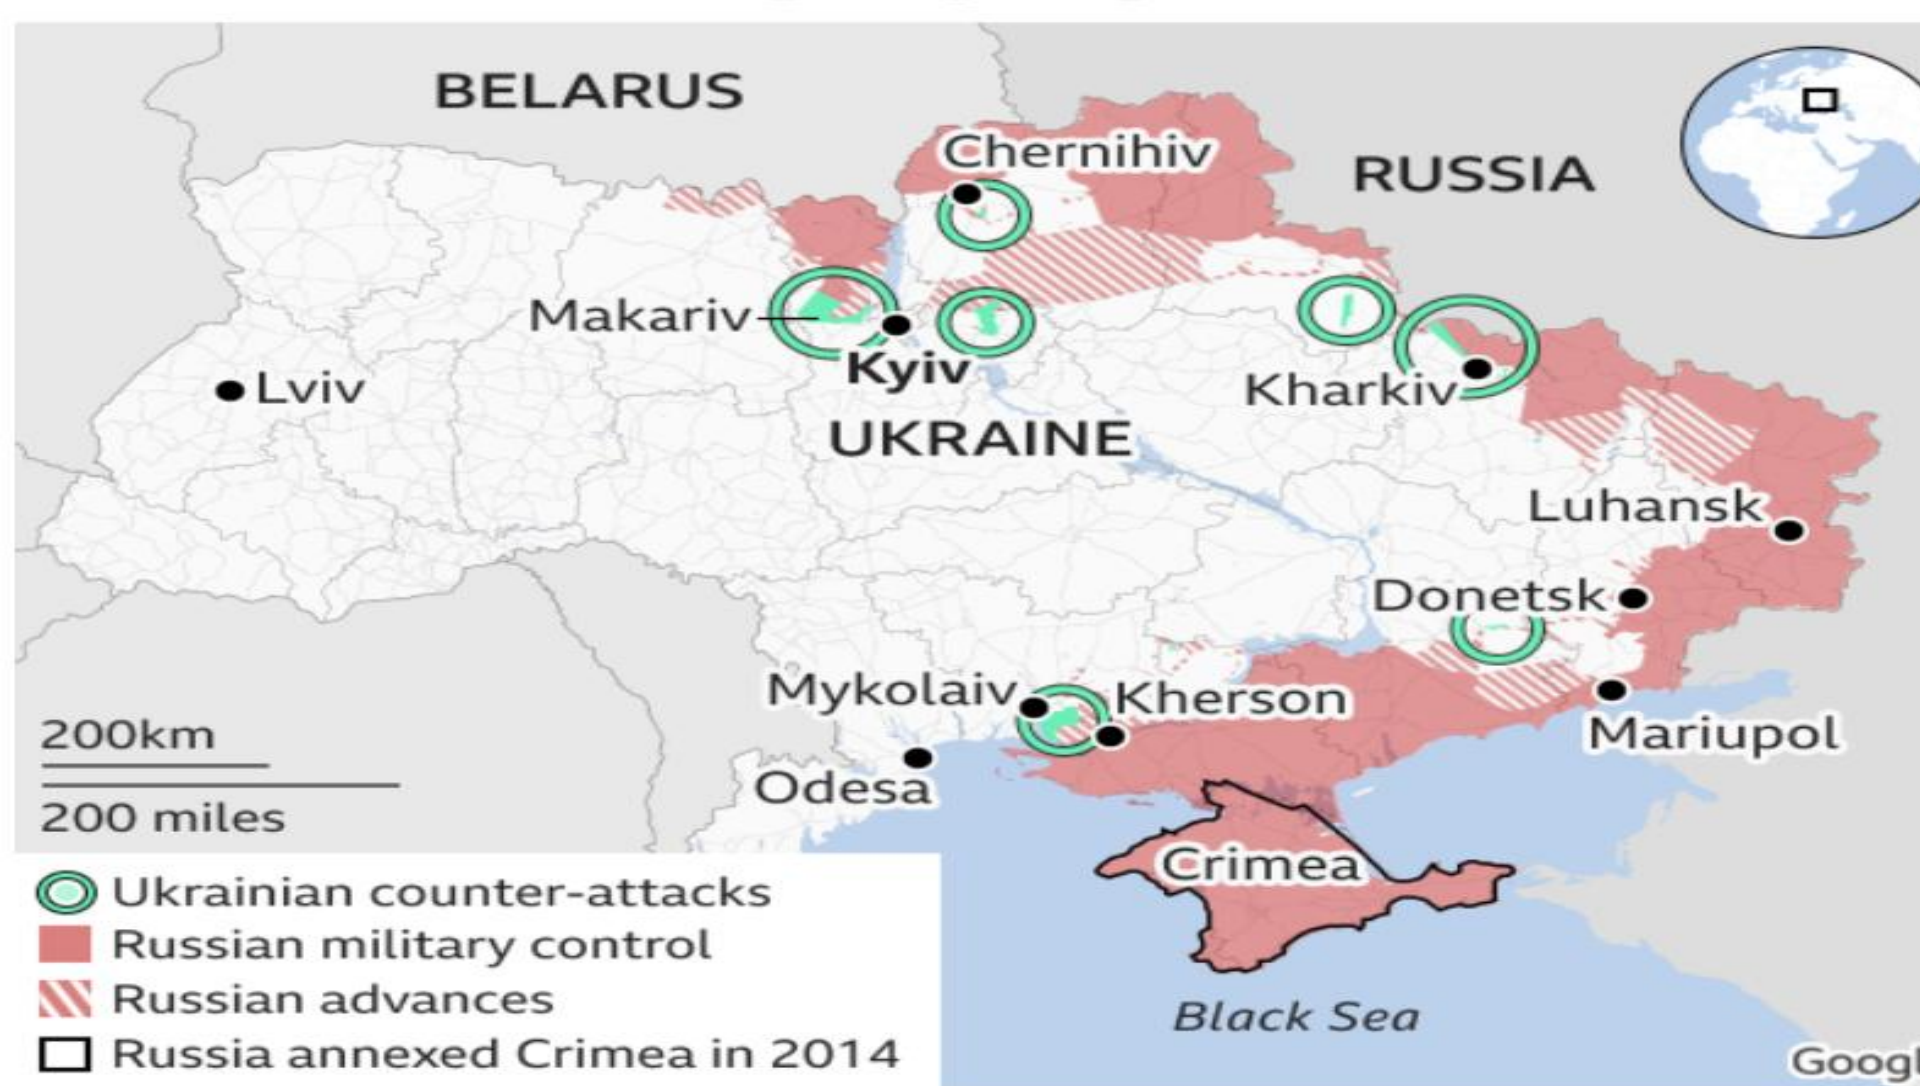 BELARUS
Chernihiv
RUSSIA
Makariv
Kyiv
Lviv
Kharkiv
UKRAINE
Luhansk
Donetsk
Mykolaiv
Kherson
Mariupol
Odesa
200km
200 miles
Crimea
Black Sea
Ukrainian counter-attacks
Russian military control
Russian advances
Russia annexed Crimea in 2014
Googl